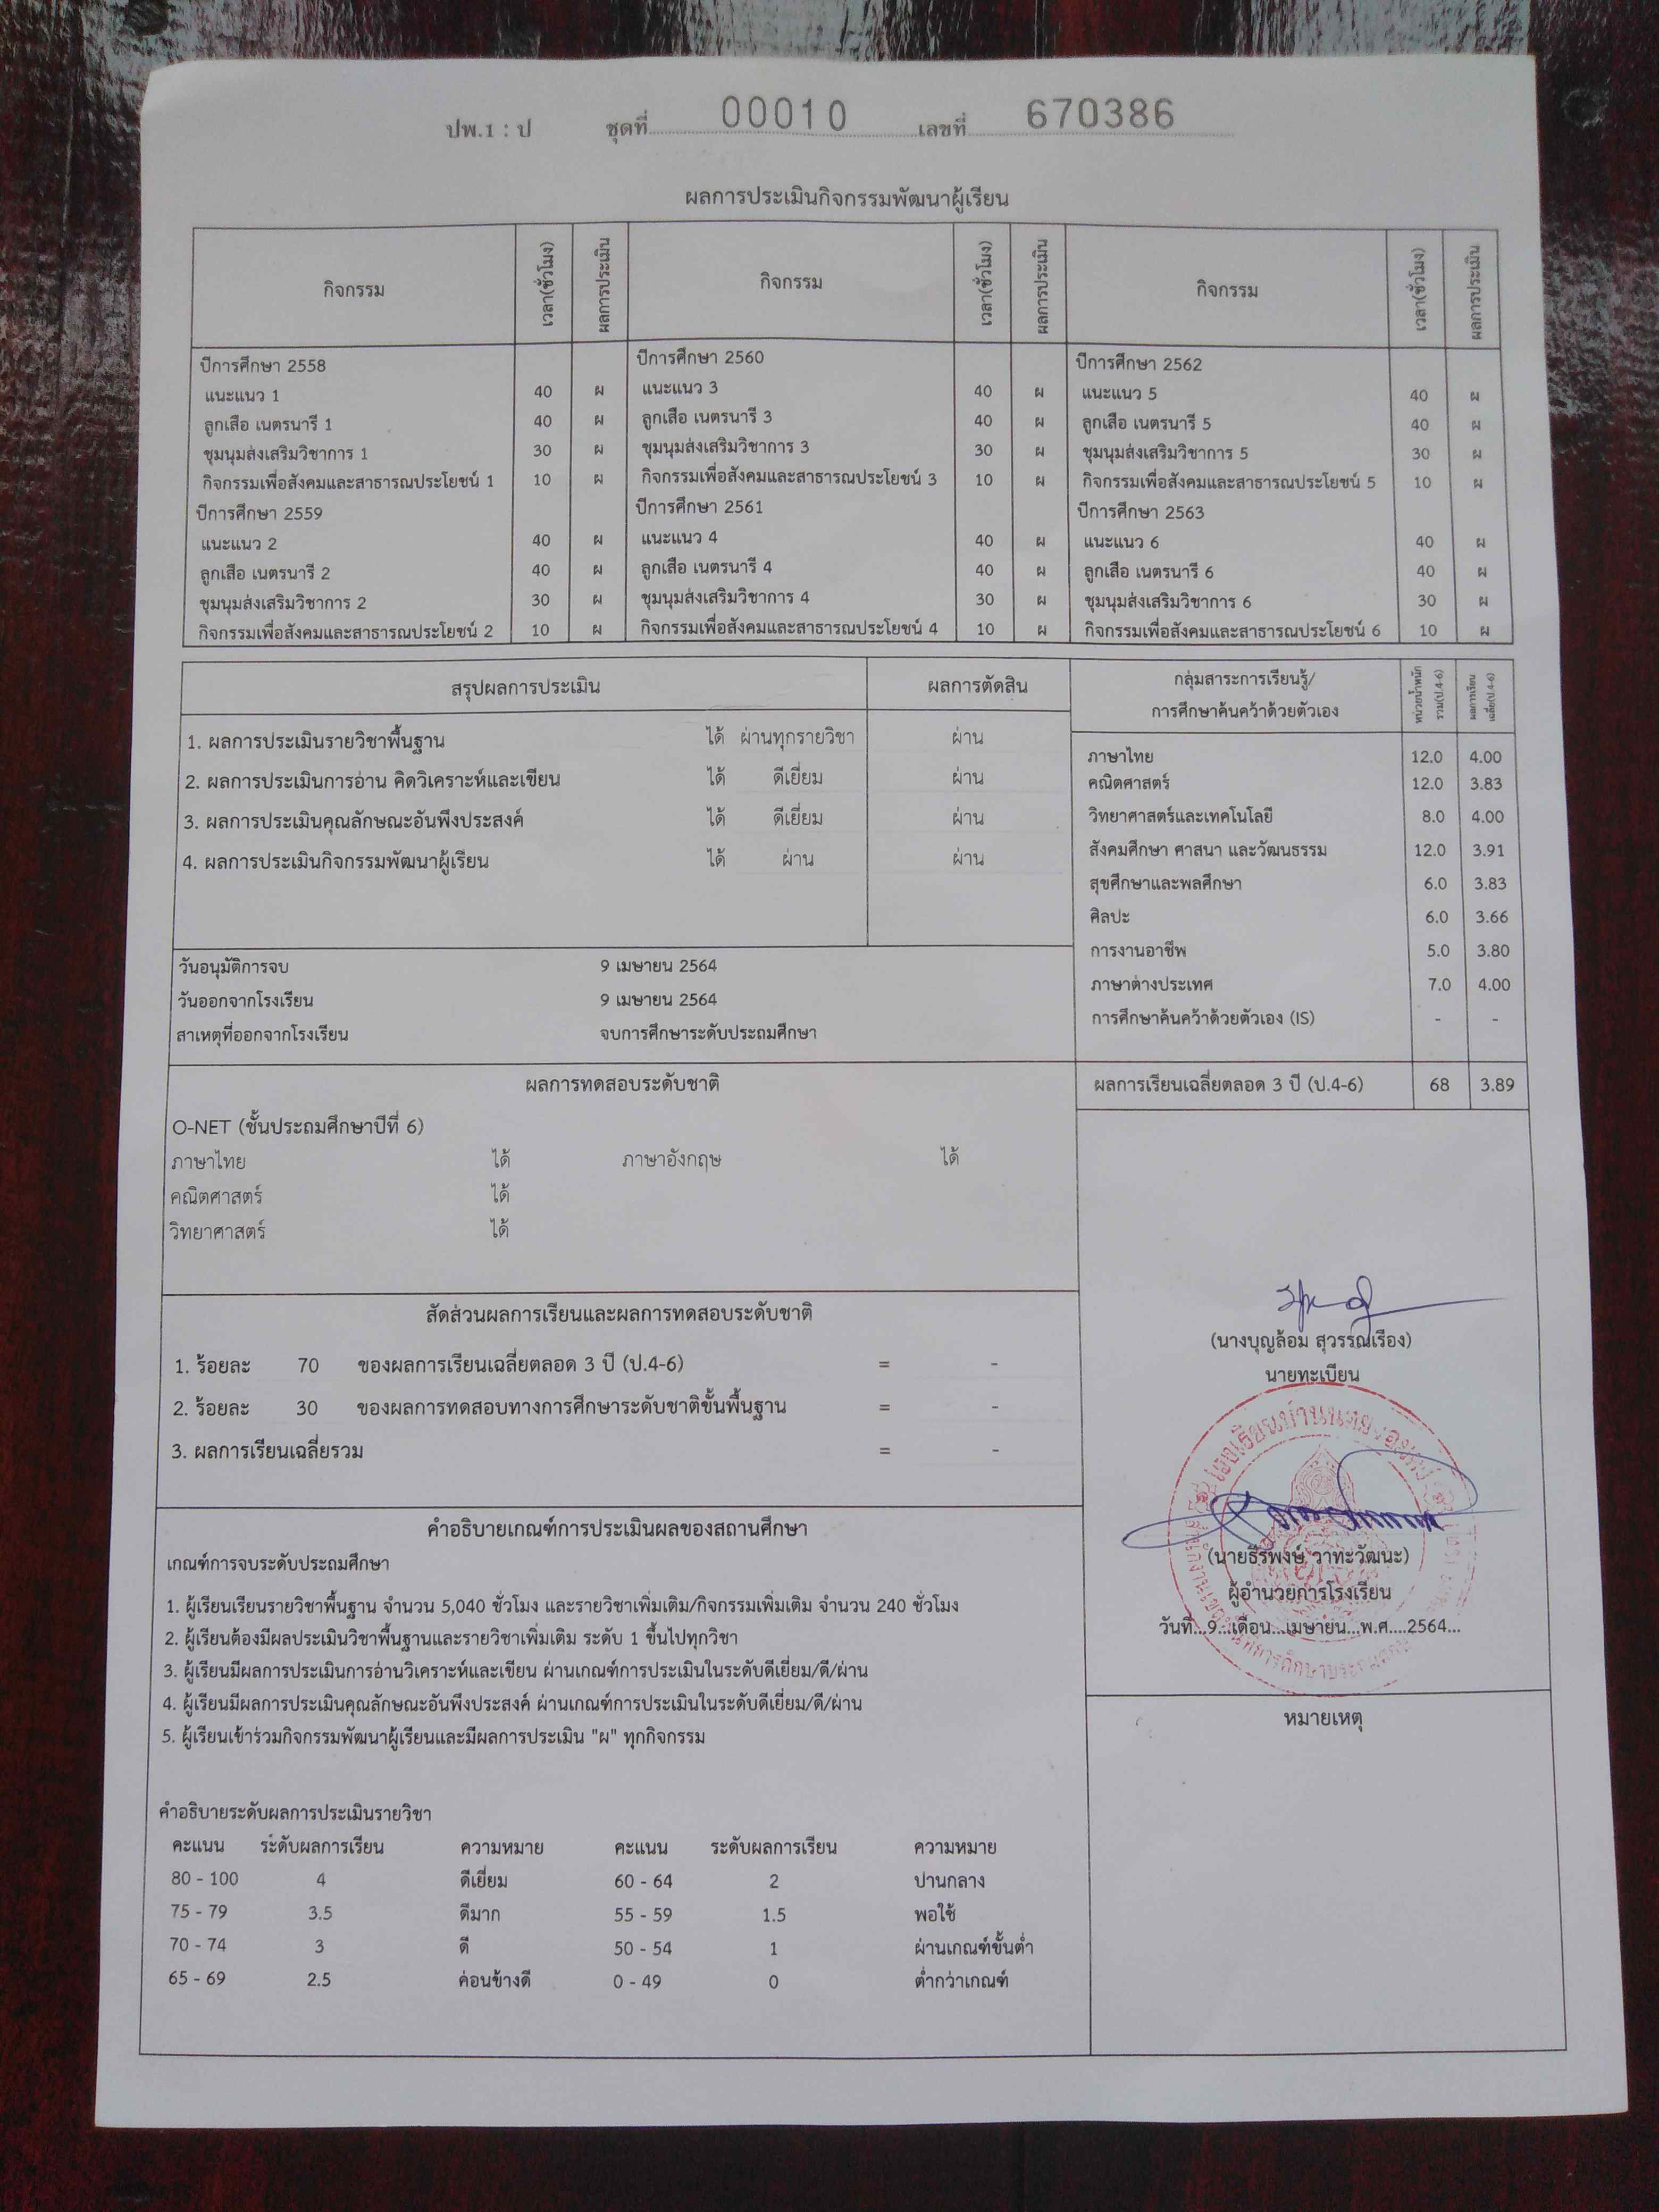 ปพ.1 : ป ชุดที่ 00010 เลขที่ 670386
ผลการประเมินกิจกรรมพัฒนาผู้เรียน
กิจกรรม เวลา(ชั่วโมง) ผลการประเมิน กิจกรรม เวลา(ชั่วโมง) ผลการประเมิน กิจกรรม เวลา(ชั่วโมง) ผลการประเมิน
ปีการศึกษา 2558 ปีการศึกษา 2560 ปีการศึกษา 2562
แนะแนว 1 40 ผ แนะแนว 3 40 ผ แนะแนว 5 40 ผ
ลูกเสือ เนตรนารี 1 40 ผ ลูกเสือ เนตรนารี 3 40 ผ ลูกเสือ เนตรนารี 5 40 ผ
ชุมนุมส่งเสริมวิชาการ 1 30 ผ ชุมนุมส่งเสริมวิชาการ 3 30 ผ ชุมนุมส่งเสริมวิชาการ 5 30 ผ
กิจกรรมเพื่อสังคมและสาธารณประโยชน์ 1 10 ผ กิจกรรมเพื่อสังคมและสาธารณประโยชน์ 3 10 ผ กิจกรรมเพื่อสังคมและสาธารณประโยชน์ 5 10 ผ
ปีการศึกษา 2559 ปีการศึกษา 2561 ปีการศึกษา 2563
แนะแนว 2 40 ผ แนะแนว 4 40 ผ แนะแนว 6 40 ผ
ลูกเสือ เนตรนารี 2 40 ผ ลูกเสือ เนตรนารี 4 40 ผ ลูกเสือ เนตรนารี 6 40 ผ
ชุมนุมส่งเสริมวิชาการ 2 30 ผ ชุมนุมส่งเสริมวิชาการ 4 30 ผ ชุมนุมส่งเสริมวิชาการ 6 30 ผ
กิจกรรมเพื่อสังคมและสาธารณประโยชน์ 2 10 ผ กิจกรรมเพื่อสังคมและสาธารณประโยชน์ 4 10 ผ กิจกรรมเพื่อสังคมและสาธารณประโยชน์ 6 10 ผ
สรุปผลการประเมิน ผลการตัดสิน
1. ผลการประเมินรายวิชาพื้นฐาน ได้ ผ่านทุกรายวิชา ผ่าน
2. ผลการประเมินการอ่าน คิดวิเคราะห์และเขียน ได้ ดีเยี่ยม ผ่าน
3. ผลการประเมินคุณลักษณะอันพึงประสงค์ ได้ ดีเยี่ยม ผ่าน
4. ผลการประเมินกิจกรรมพัฒนาผู้เรียน ได้ ผ่าน ผ่าน
วันอนุมัติการจบ 9 เมษายน 2564
วันออกจากโรงเรียน 9 เมษายน 2564
สาเหตุที่ออกจากโรงเรียน จบการศึกษาระดับประถมศึกษา
กลุ่มสาระการเรียนรู้/
การศึกษาค้นคว้าด้วยตัวเอง
หน่วยน้ำหนัก
รวม(ป.4-6)
ผลการเรียน
เฉลี่ย(ป.4-6)
ภาษาไทย 12.0 4.00
คณิตศาสตร์ 12.0 3.83
วิทยาศาสตร์และเทคโนโลยี 8.0 4.00
สังคมศึกษา ศาสนา และวัฒนธรรม 12.0 3.91
สุขศึกษาและพลศึกษา 6.0 3.83
ศิลปะ 6.0 3.66
การงานอาชีพ 5.0 3.80
ภาษาต่างประเทศ 7.0 4.00
การศึกษาค้นคว้าด้วยตัวเอง (IS) - -
ผลการเรียนเฉลี่ยตลอด 3 ปี (ป.4-6) 68 3.89
ผลการทดสอบระดับชาติ
O-NET (ชั้นประถมศึกษาปีที่ 6)
ภาษาไทย ได้ ภาษาอังกฤษ ได้
คณิตศาสตร์ ได้
วิทยาศาสตร์ ได้
สัดส่วนผลการเรียนและผลการทดสอบระดับชาติ
1. ร้อยละ 70 ของผลการเรียนเฉลี่ยตลอด 3 ปี (ป.4-6) = -
2. ร้อยละ 30 ของผลการทดสอบทางการศึกษาระดับชาติขั้นพื้นฐาน = -
3. ผลการเรียนเฉลี่ยรวม = -
(นางบุญล้อม สุวรรณเรือง)
นายทะเบียน
(นายธีรพงษ์ วาทะวัฒนะ)
ผู้อำนวยการโรงเรียน
วันที่...9...เดือน...เมษายน...พ.ศ....2564...
หมายเหตุ
คำอธิบายเกณฑ์การประเมินผลของสถานศึกษา
เกณฑ์การจบระดับประถมศึกษา
1. ผู้เรียนเรียนรายวิชาพื้นฐาน จำนวน 5,040 ชั่วโมง และรายวิชาเพิ่มเติม/กิจกรรมเพิ่มเติม จำนวน 240 ชั่วโมง
2. ผู้เรียนต้องมีผลประเมินวิชาพื้นฐานและรายวิชาเพิ่มเติม ระดับ 1 ขึ้นไปทุกวิชา
3. ผู้เรียนมีผลการประเมินการอ่านวิเคราะห์และเขียน ผ่านเกณฑ์การประเมินในระดับดีเยี่ยม/ดี/ผ่าน
4. ผู้เรียนมีผลการประเมินคุณลักษณะอันพึงประสงค์ ผ่านเกณฑ์การประเมินในระดับดีเยี่ยม/ดี/ผ่าน
5. ผู้เรียนเข้าร่วมกิจกรรมพัฒนาผู้เรียนและมีผลการประเมิน "ผ" ทุกกิจกรรม
คำอธิบายระดับผลการประเมินรายวิชา
คะแนน ระดับผลการเรียน ความหมาย คะแนน ระดับผลการเรียน ความหมาย
80 - 100 4 ดีเยี่ยม 60 - 64 2 ปานกลาง
75 - 79 3.5 ดีมาก 55 - 59 1.5 พอใช้
70 - 74 3 ดี 50 - 54 1 ผ่านเกณฑ์ขั้นต่ำ
65 - 69 2.5 ค่อนข้างดี 0 - 49 0 ต่ำกว่าเกณฑ์